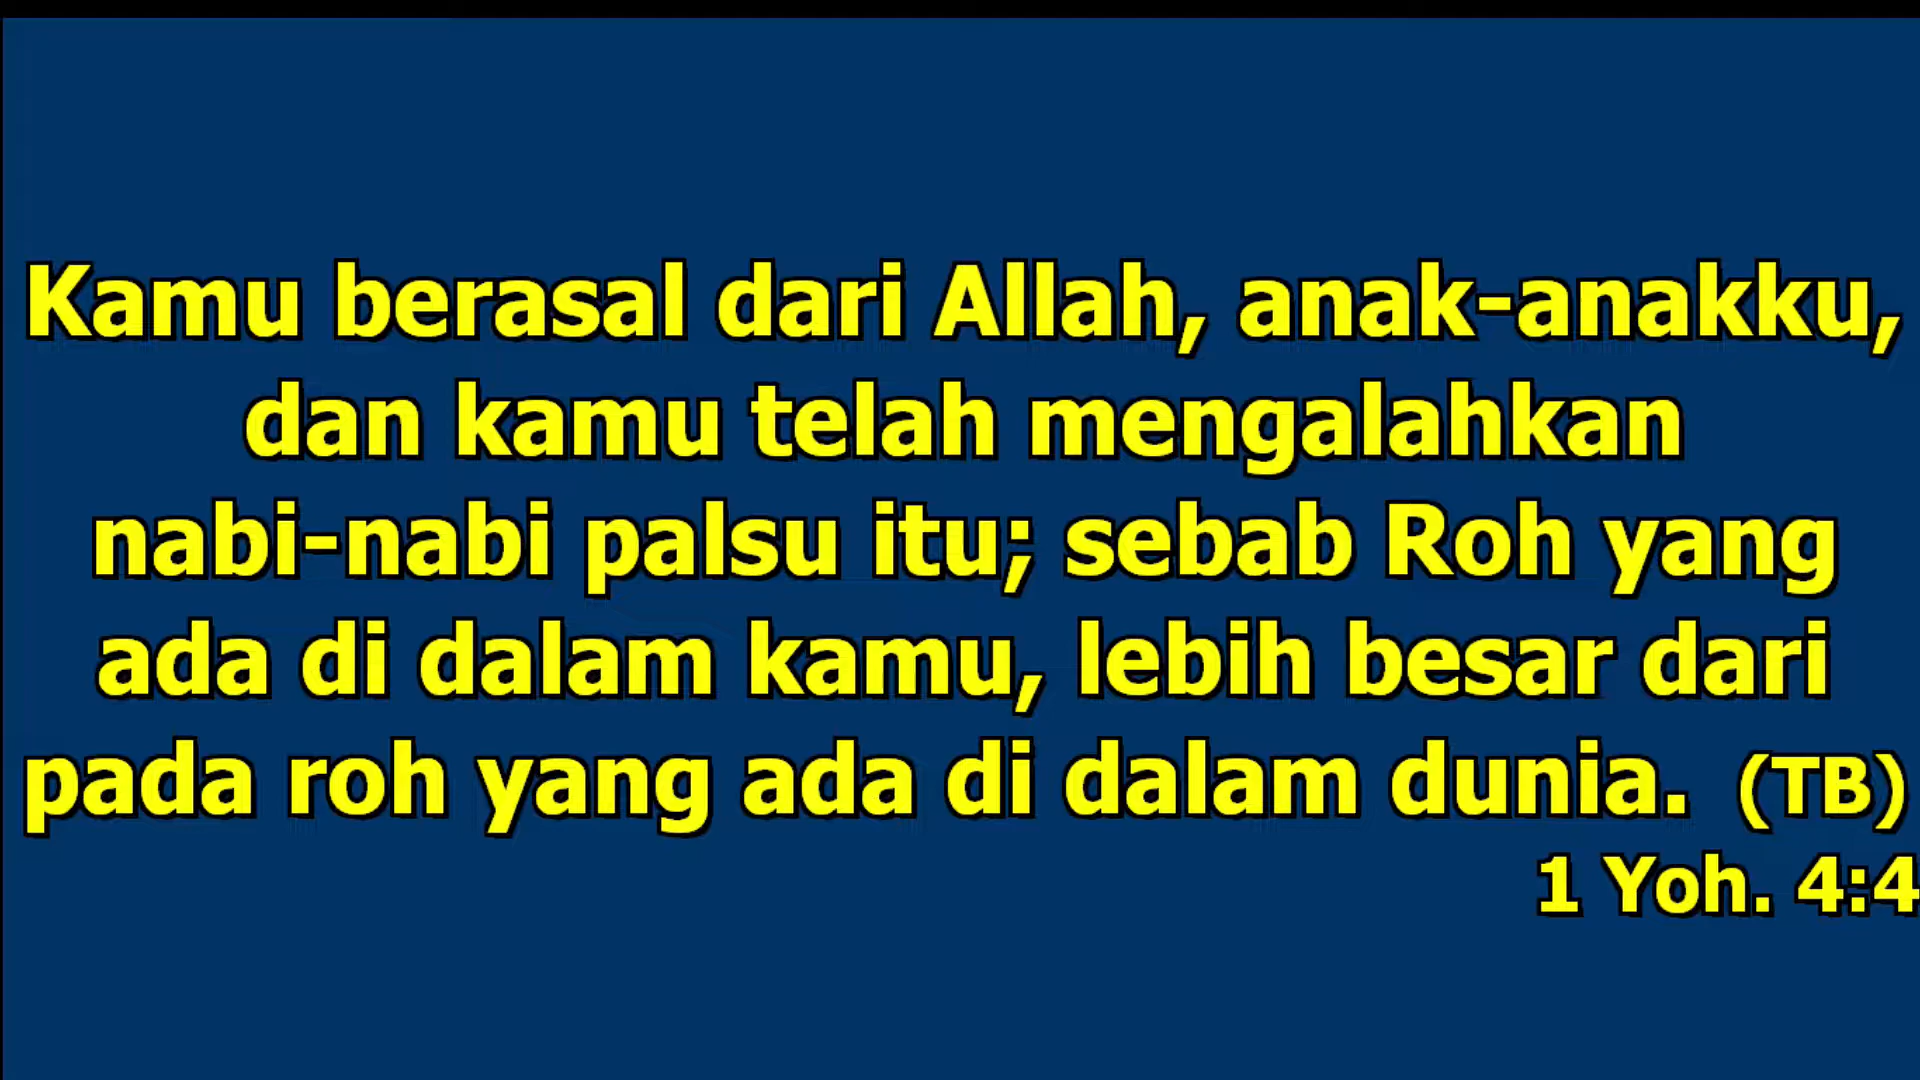 Kamu berasal dari Allah, anak-anakku,
dan kamu telah mengalahkan
nabi-nabi palsu itu; sebab Roh yang
ada di dalam kamu, lebih besar dari
pada roh yang ada di dalam dunia. (TB)
1 Yoh. 4:4